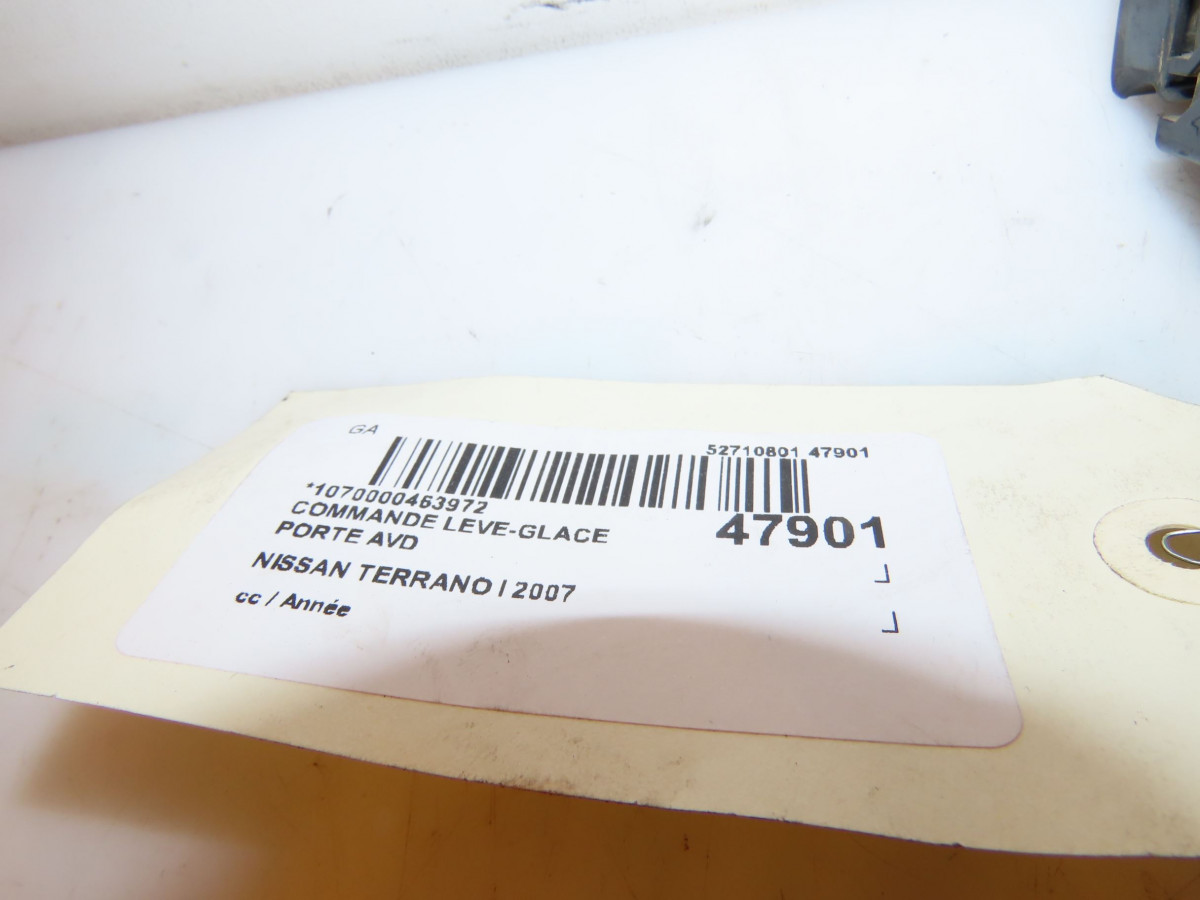 GA
52710801 47901
*1070000463972
47901
COMMANDE LEVE-GLACE
PORTE AVD
NISSAN TERRANO I 2007
cc / Année